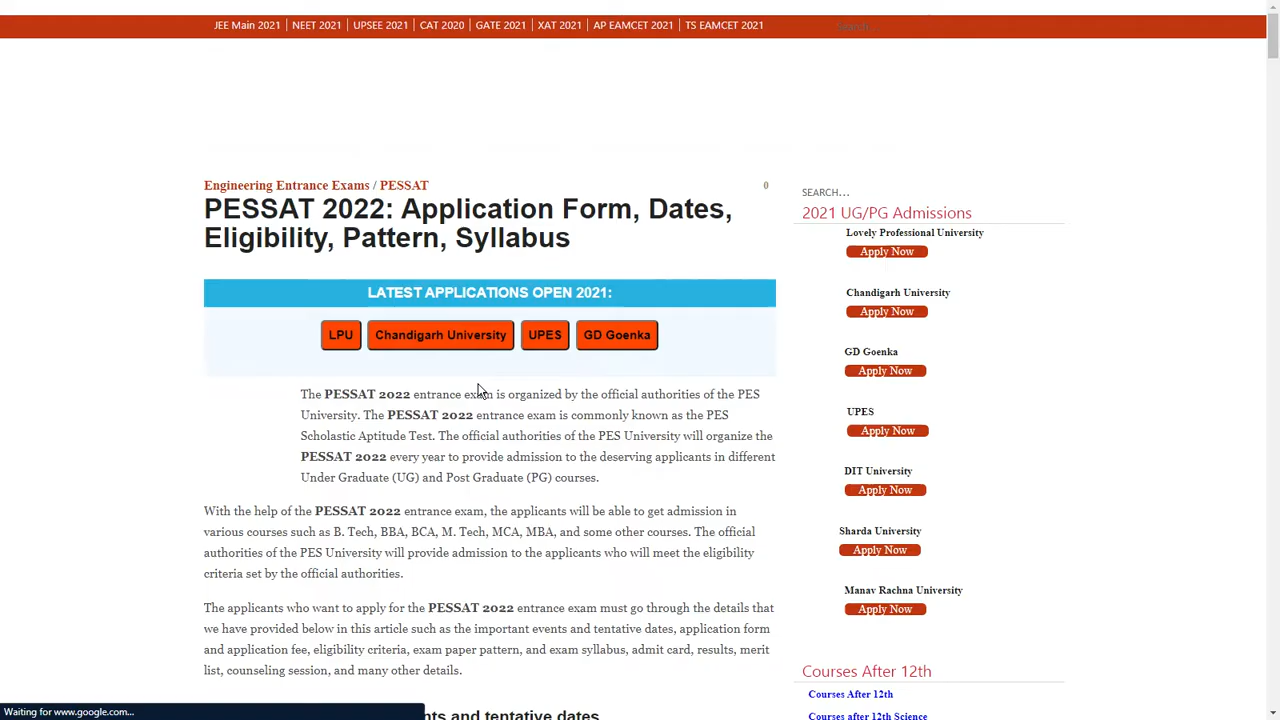 JEE Main 2021 | NEET 2021 | UPSEE 2021 | CAT 2020 | GATE 2021 | XAT 2021 | AP EAMCET 2021 | TS EAMCET 2021
Search...
Engineering Entrance Exams / PESSAT
0
PESSAT 2022: Application Form, Dates,
Eligibility, Pattern, Syllabus
LATEST APPLICATIONS OPEN 2021:
LPU
Chandigarh University
UPES
GD Goenka
The PESSAT 2022 entrance exam is organized by the official authorities of the PES
University. The PESSAT 2022 entrance exam is commonly known as the PES
Scholastic Aptitude Test. The official authorities of the PES University will organize the
PESSAT 2022 every year to provide admission to the deserving applicants in different
Under Graduate (UG) and Post Graduate (PG) courses.
With the help of the PESSAT 2022 entrance exam, the applicants will be able to get admission in
various courses such as B. Tech, BBA, BCA, M. Tech, MCA, MBA, and some other courses. The official
authorities of the PES University will provide admission to the applicants who will meet the eligibility
criteria set by the official authorities.
The applicants who want to apply for the PESSAT 2022 entrance exam must go through the details that
we have provided below in this article such as the important events and tentative dates, application form
and application fee, eligibility criteria, exam paper pattern, and exam syllabus, admit card, results, merit
list, counseling session, and many other details.
nts and tentative dates
SEARCH...
2021 UG/PG Admissions
Lovely Professional University
Apply Now
Chandigarh University
Apply Now
GD Goenka
Apply Now
UPES
Apply Now
DIT University
Apply Now
Sharda University
Apply Now
Manav Rachna University
Apply Now
Courses After 12th
Courses After 12th
Courses after 12th Science
Waiting for www.google.com...